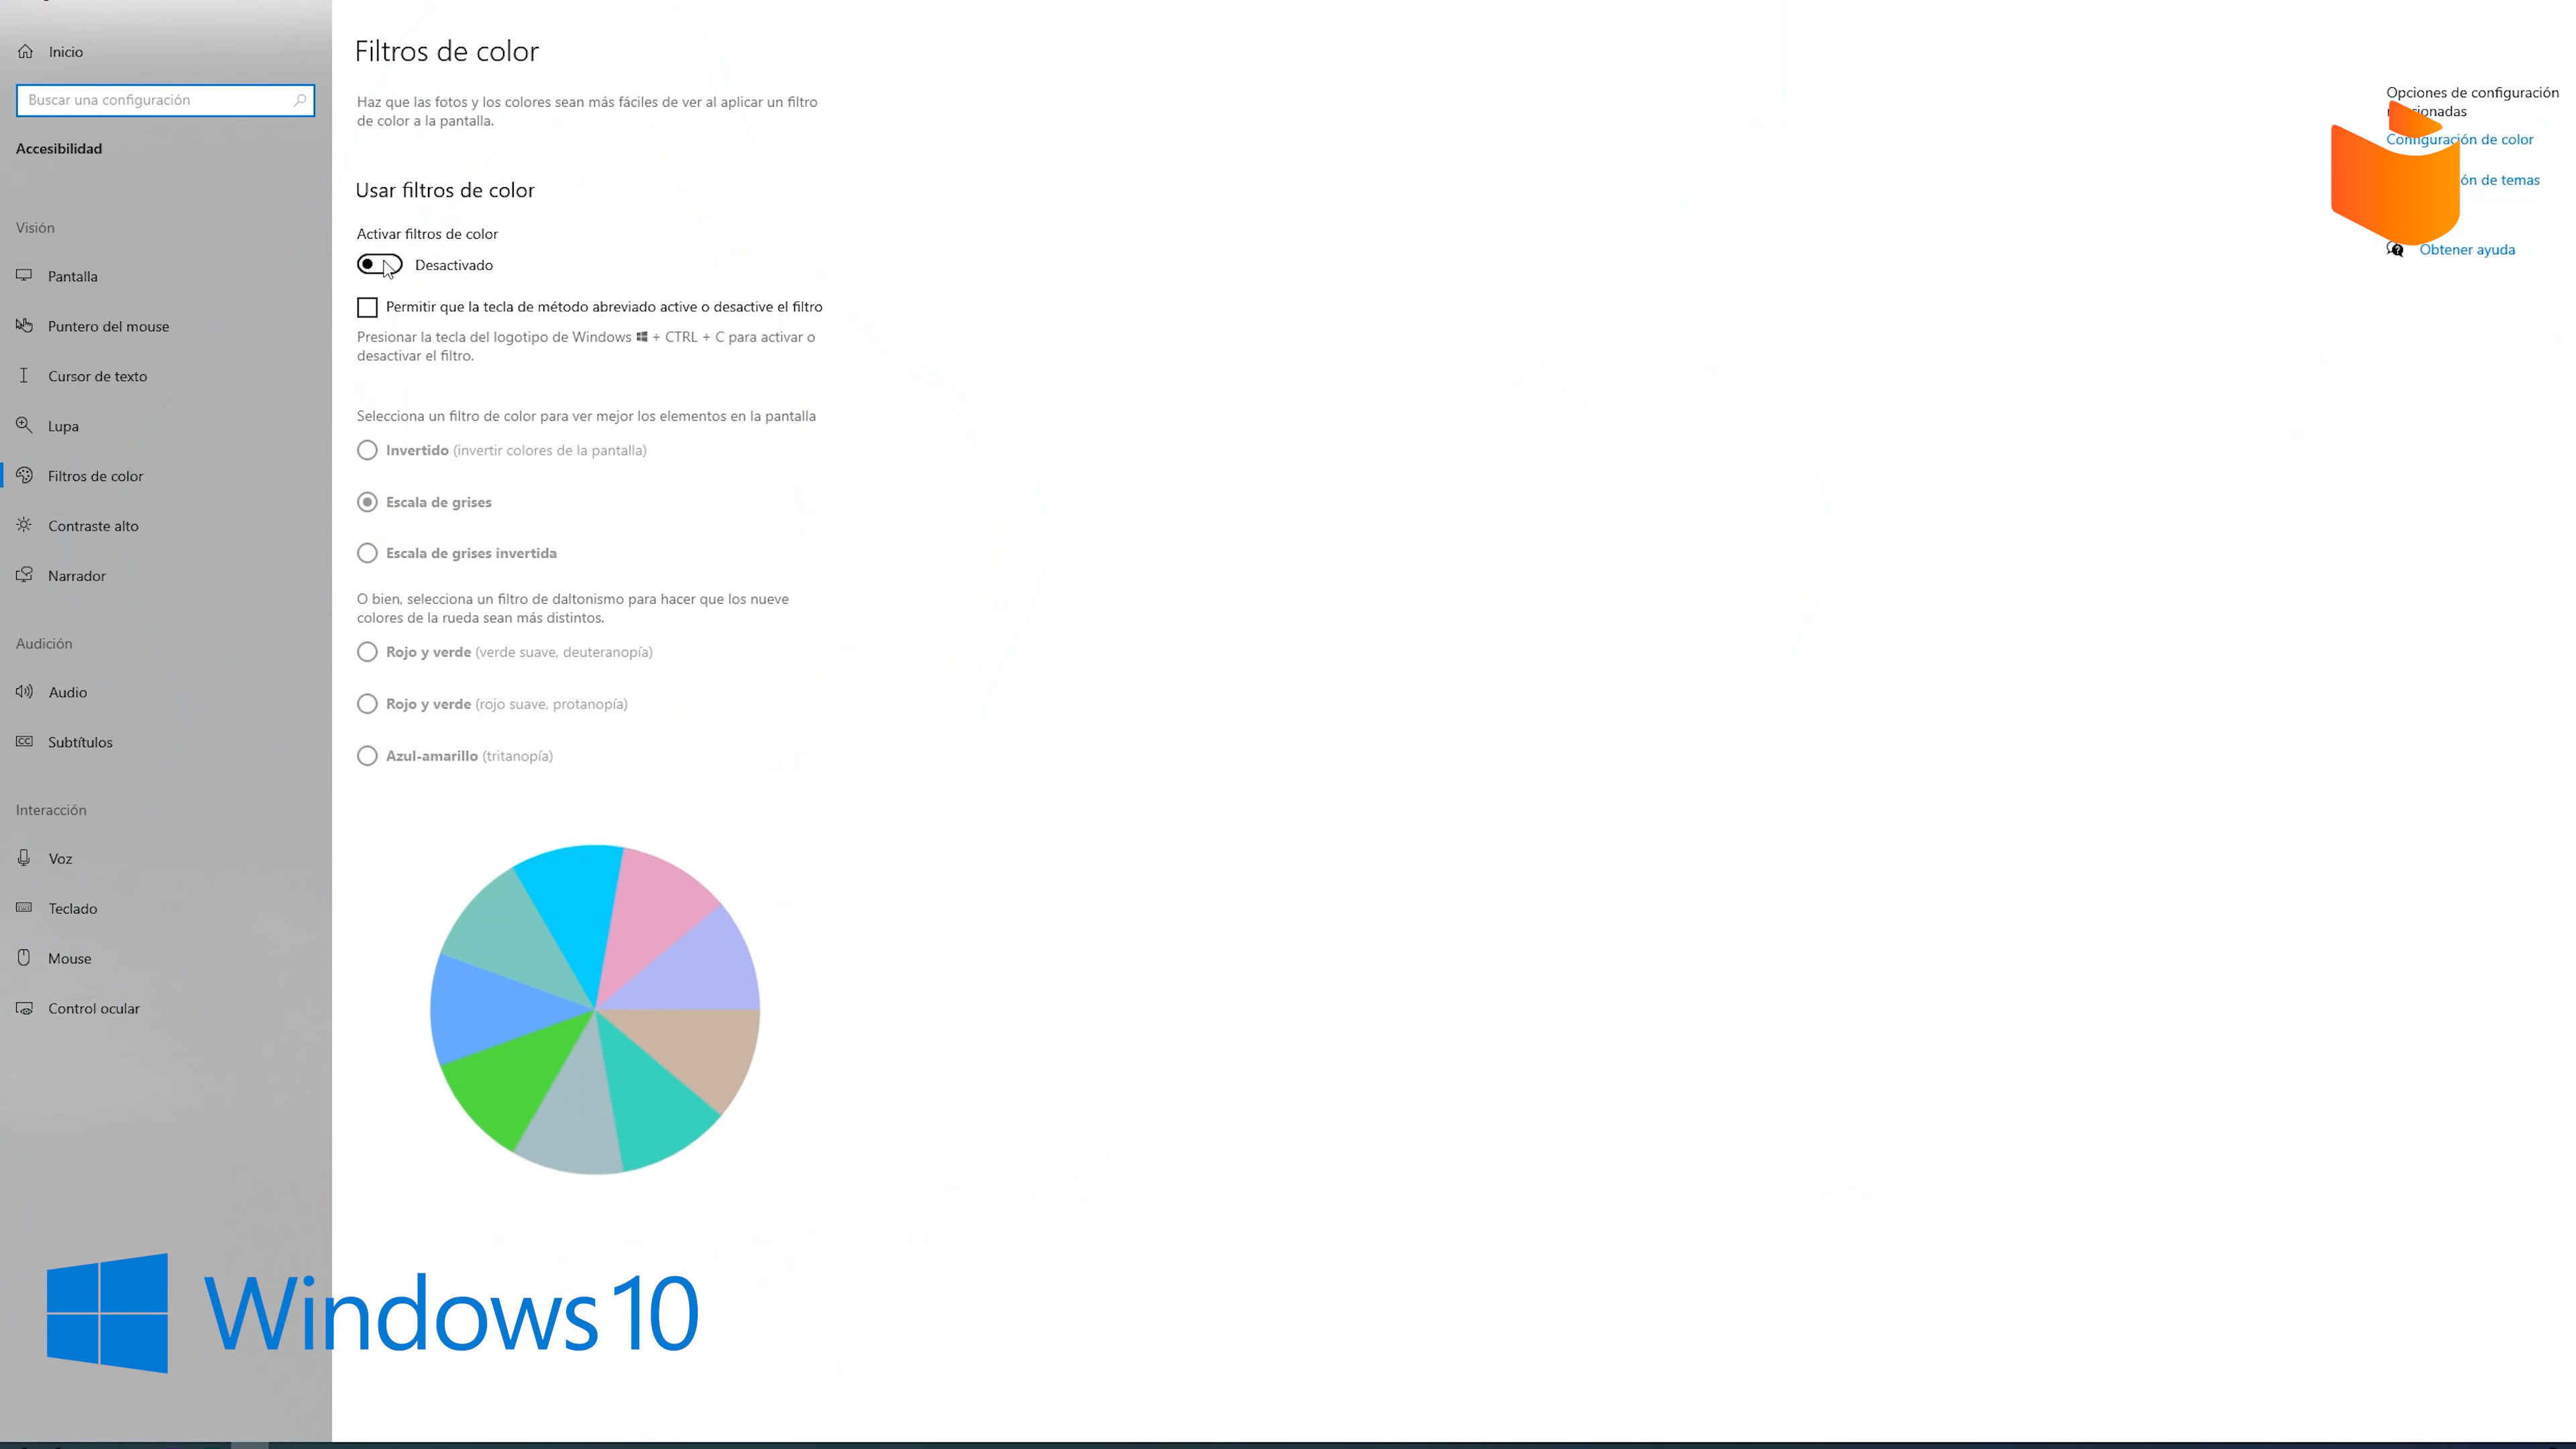 Inicio
Buscar una configuración
Accesibilidad
Visión
Pantalla
Puntero del mouse
Cursor de texto
Lupa
Filtros de color
Contraste alto
Narrador
Audición
Audio
CC
Subtítulos
Interacción
Voz
Teclado
Mouse
Control ocular
Filtros de color
Haz que las fotos y los colores sean más fáciles de ver al aplicar un filtro
de color a la pantalla.
Usar filtros de color
Activar filtros de color
Desactivado
Permitir que la tecla de método abreviado active o desactive el filtro
Presionar la tecla del logotipo de Windows + CTRL + C para activar o
desactivar el filtro.
Selecciona un filtro de color para ver mejor los elementos en la pantalla
Invertido (invertir colores de la pantalla)
Escala de grises
Escala de grises invertida
O bien, selecciona un filtro de daltonismo para hacer que los nueve
colores de la rueda sean más distintos.
Rojo y verde (verde suave, deuteranopía)
Rojo y verde (rojo suave, protanopía)
Azul-amarillo (tritanopía)
Opciones de configuración
Configuración de color
de temas
Obtener ayuda
Windows 10